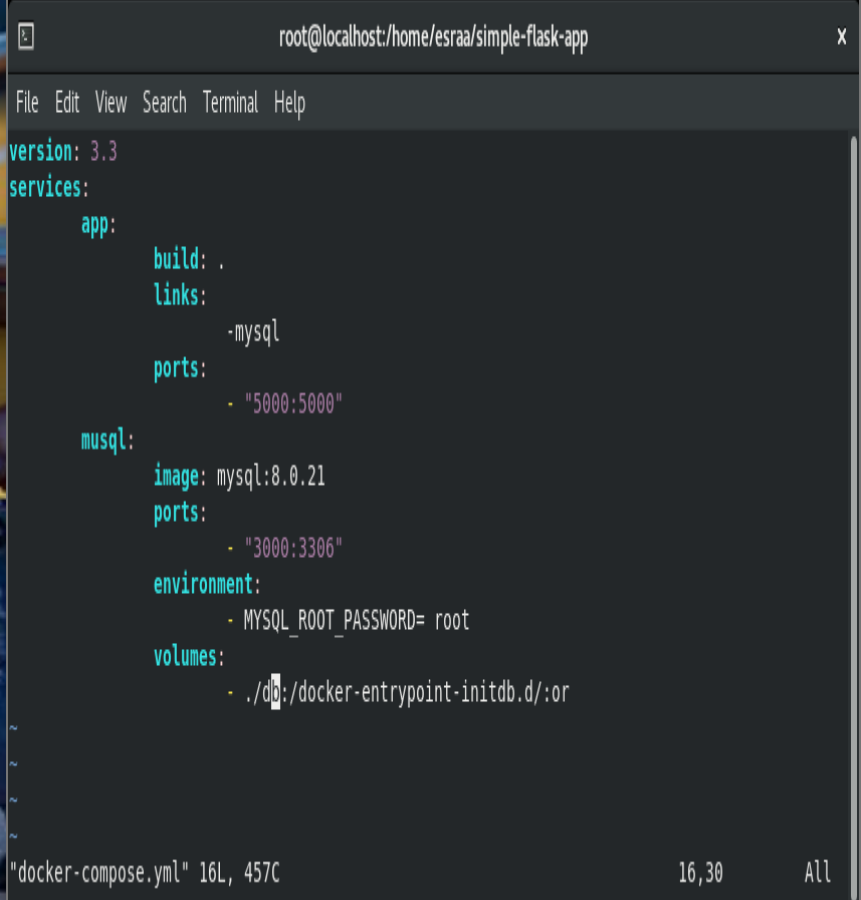 root@localhost:/home/esraa/simple-flask-app x
File Edit View Search Terminal Help
version: 3.3
services:
app:
build: .
links:
-mysql
ports:
- "5000:5000"
musql:
image: mysql:8.0.21
ports:
- "3000:3306"
environment:
- MYSQL_ROOT_PASSWORD= root
volumes:
- ./db:/docker-entrypoint-initdb.d/:or
~
~
~
~
"docker-compose.yml" 16L, 457C 16,30 All